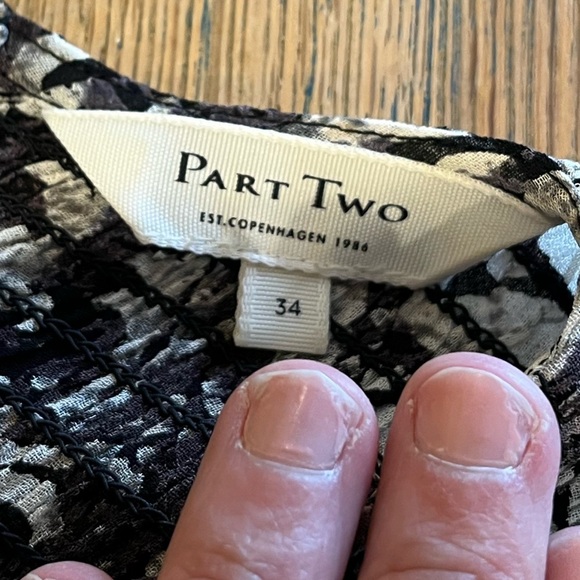 PART TWO
EST. COPENHAGEN 1986
34